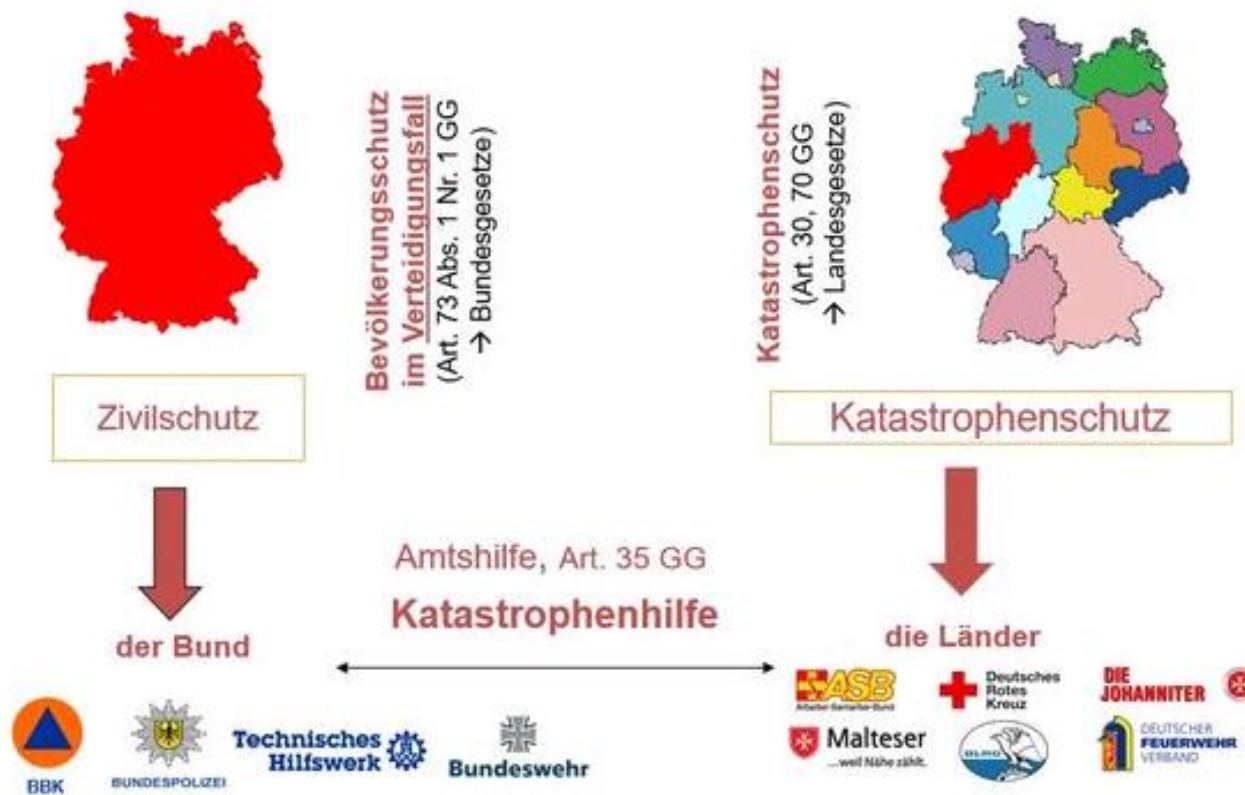 Bevölkerungsschutz
im Verteidigungsfall
(Art. 73 Abs. 1 Nr. 1 GG
→ Bundesgesetze)
Katastrophenschutz
(Art. 30, 70 GG
→ Landesgesetze)
Zivilschutz
Katastrophenschutz
Amtshilfe, Art. 35 GG
Katastrophenhilfe
der Bund
die Länder
BBK
BUNDESPOLIZEI
Technisches
Hilfswerk
Bundeswehr
ASB
Arbeiter-Samariter-Bund
Deutsches
Rotes
Kreuz
DIE
JOHANNITER
Malteser
...weil Nähe zählt.
DLRG
DEUTSCHER
FEUERWEHR
VERBAND